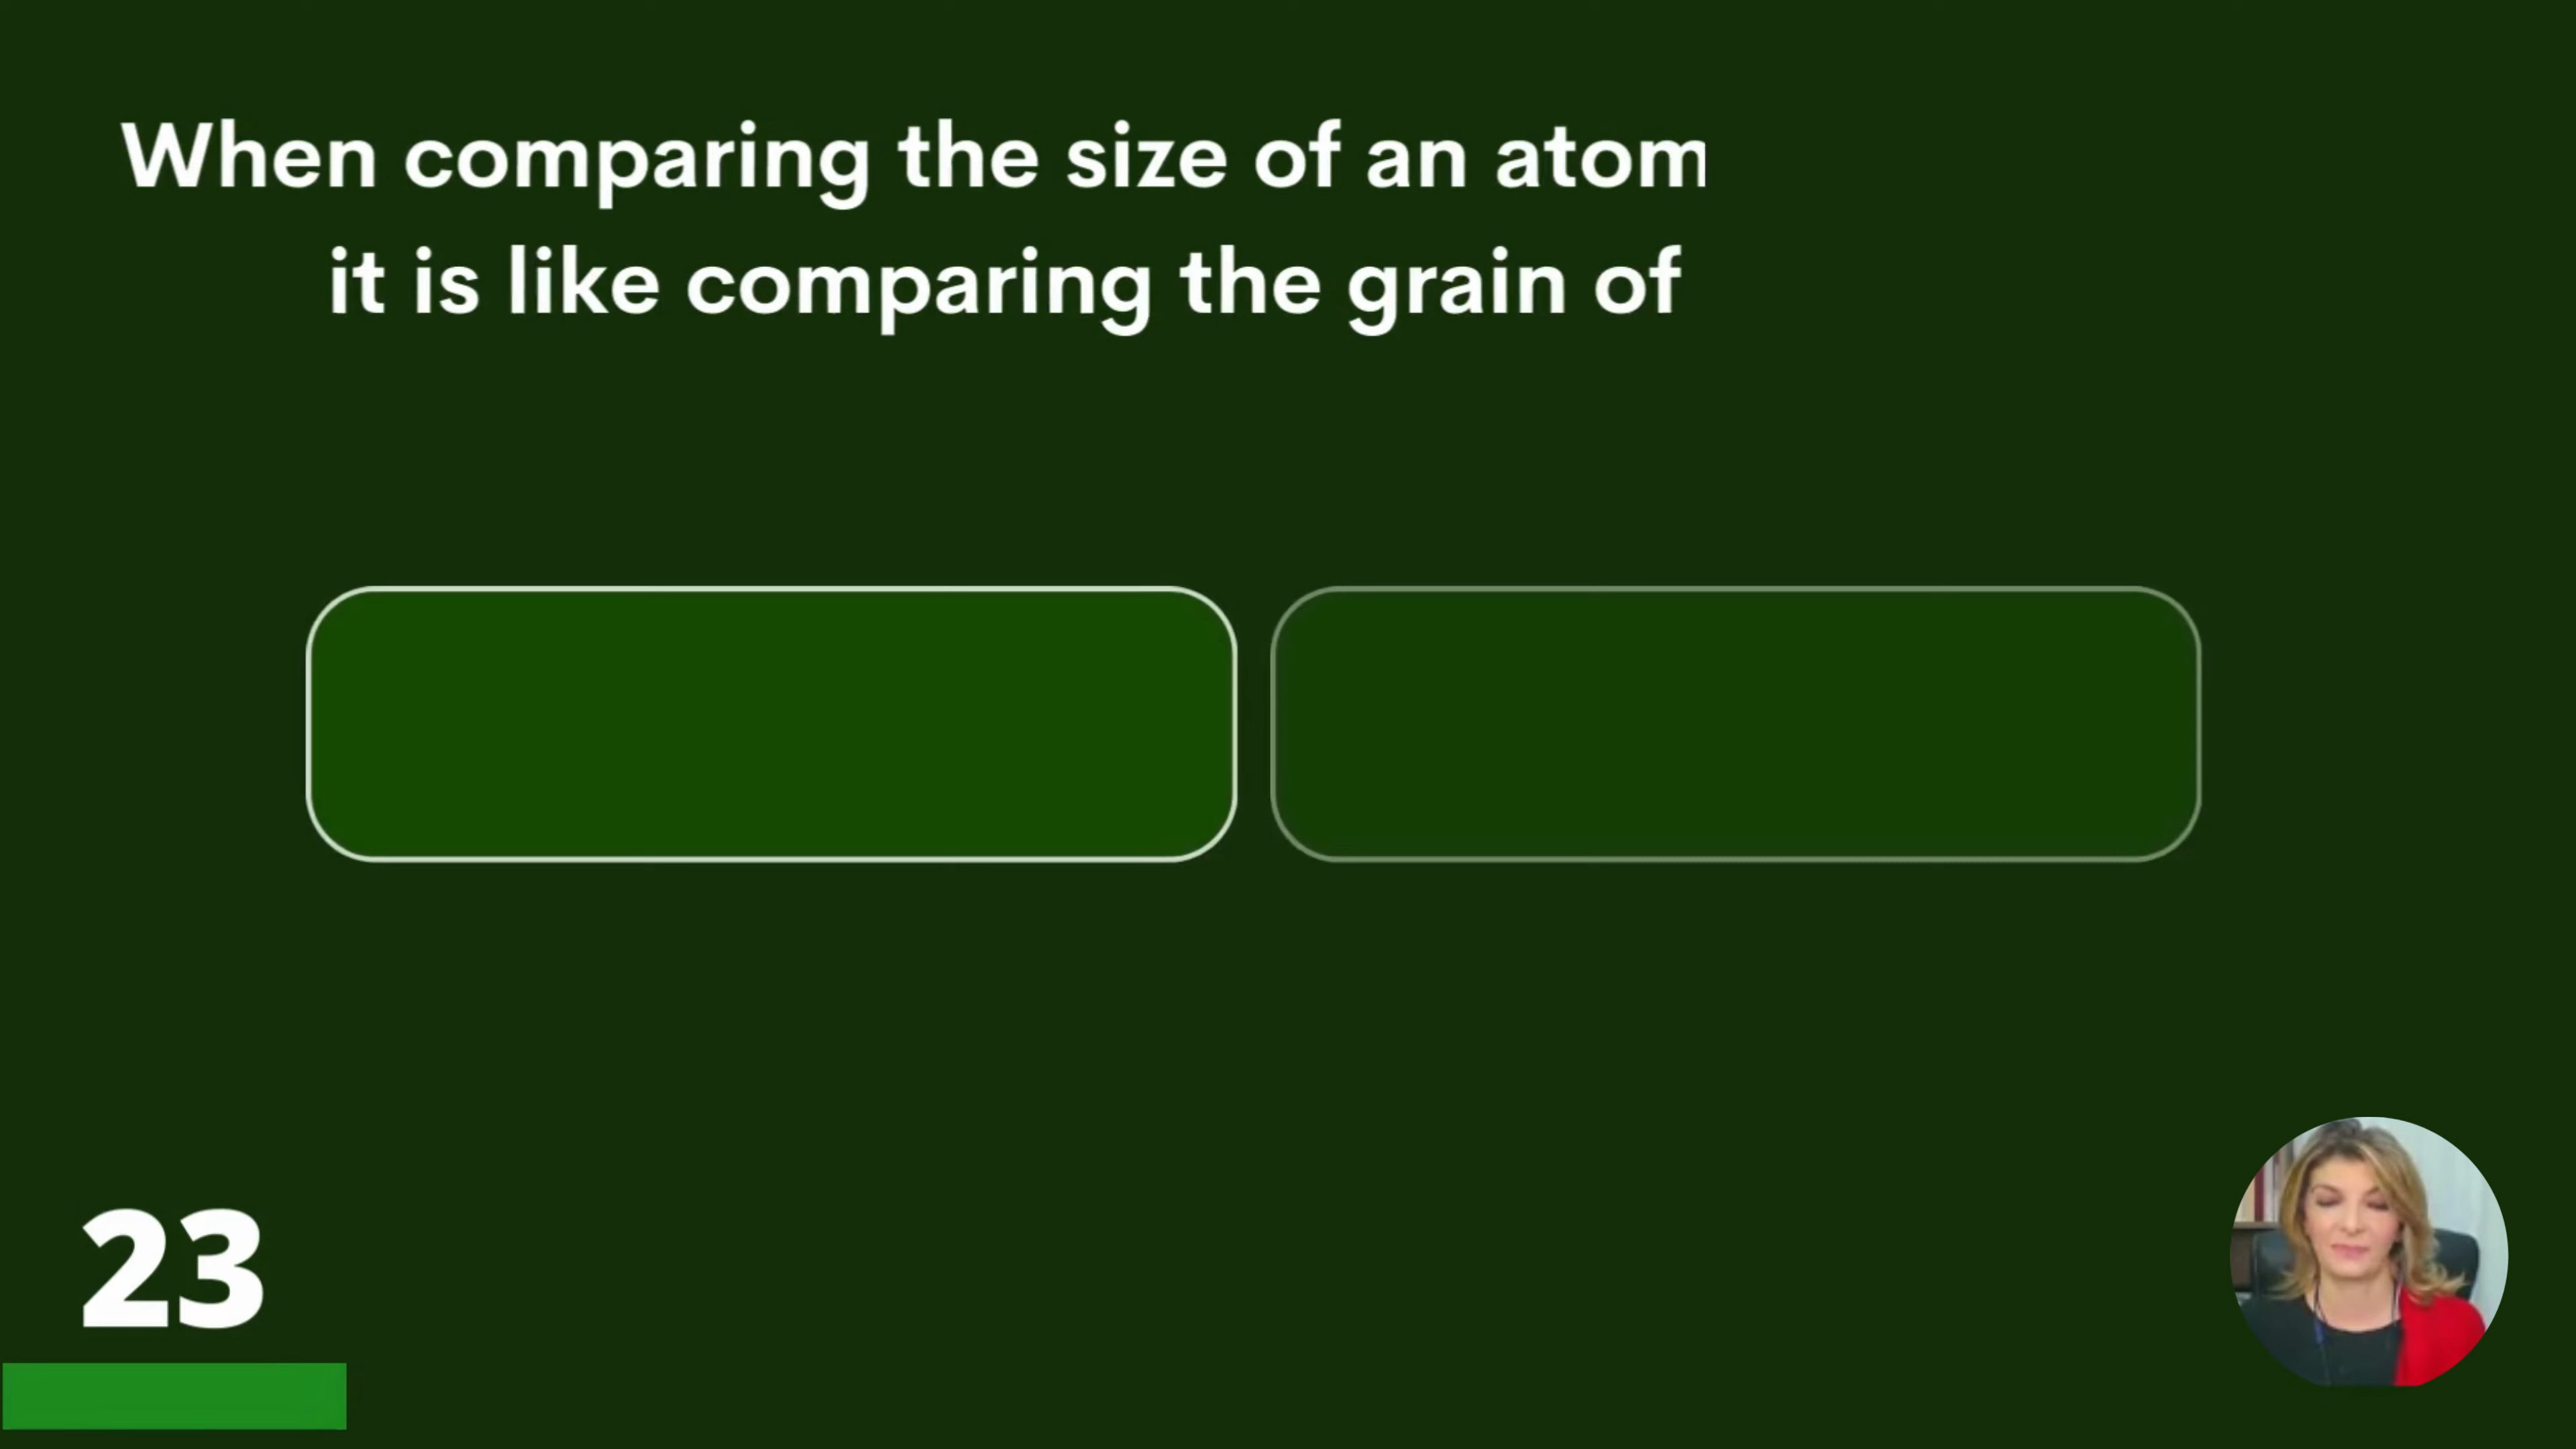 When comparing the size of an atom
it is like comparing the grain of
23